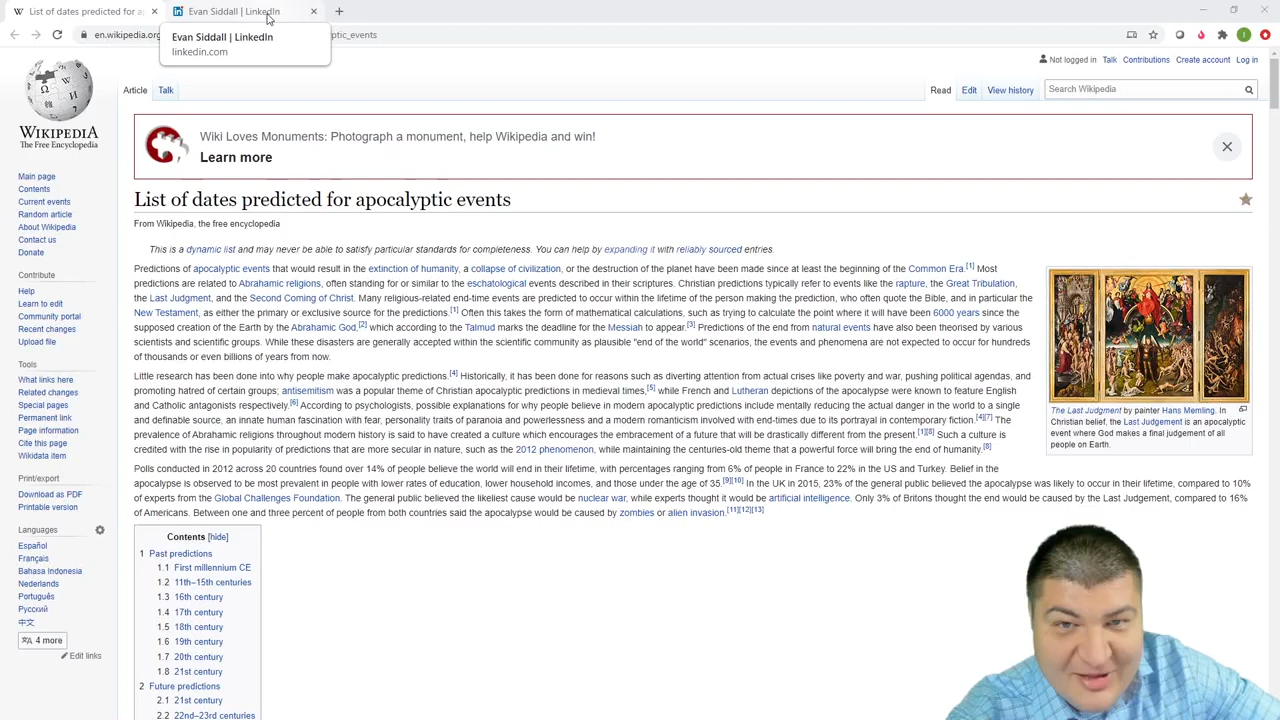 List of dates predicted for a
Evan Siddall | LinkedIn
en.wikipedia.org
ptic_events
Evan Siddall | LinkedIn
linkedin.com
Not logged in Talk Contributions Create account Log in
Article Talk
Read Edit View history
Search Wikipedia
WIKIPEDIA
The Free Encyclopedia
Main page
Contents
Current events
Random article
About Wikipedia
Contact us
Donate
Contribute
Help
Learn to edit
Community portal
Recent changes
Upload file
Tools
What links here
Related changes
Special pages
Permanent link
Page information
Cite this page
Wikidata item
Print/export
Download as PDF
Printable version
Languages
Español
Français
Bahasa Indonesia
Nederlands
Português
Русский
中文
4 more
Edit links
Wiki Loves Monuments: Photograph a monument, help Wikipedia and win!
Learn more
List of dates predicted for apocalyptic events
From Wikipedia, the free encyclopedia
This is a dynamic list and may never be able to satisfy particular standards for completeness. You can help by expanding it with reliably sourced entries.
Predictions of apocalyptic events that would result in the extinction of humanity, a collapse of civilization, or the destruction of the planet have been made since at least the beginning of the Common Era.[1] Most
predictions are related to Abrahamic religions, often standing for or similar to the eschatological events described in their scriptures. Christian predictions typically refer to events like the rapture, the Great Tribulation,
the Last Judgment, and the Second Coming of Christ. Many religious-related end-time events are predicted to occur within the lifetime of the person making the prediction, who often quote the Bible, and in particular the
New Testament, as either the primary or exclusive source for the predictions.[1] Often this takes the form of mathematical calculations, such as trying to calculate the point where it will have been 6000 years since the
supposed creation of the Earth by the Abrahamic God,[2] which according to the Talmud marks the deadline for the Messiah to appear.[3] Predictions of the end from natural events have also been theorised by various
scientists and scientific groups. While these disasters are generally accepted within the scientific community as plausible "end of the world" scenarios, the events and phenomena are not expected to occur for hundreds
of thousands or even billions of years from now.
Little research has been done into why people make apocalyptic predictions.[4] Historically, it has been done for reasons such as diverting attention from actual crises like poverty and war, pushing political agendas, and
promoting hatred of certain groups; antisemitism was a popular theme of Christian apocalyptic predictions in medieval times,[5] while French and Lutheran depictions of the apocalypse were known to feature English
and Catholic antagonists respectively.[6] According to psychologists, possible explanations for why people believe in modern apocalyptic predictions include mentally reducing the actual danger in the world to a single
and definable source, an innate human fascination with fear, personality traits of paranoia and powerlessness and a modern romanticism involved with end-times due to its portrayal in contemporary fiction.[4][7] The
prevalence of Abrahamic religions throughout modern history is said to have created a culture which encourages the embracement of a future that will be drastically different from the present.[1][8] Such a culture is
credited with the rise in popularity of predictions that are more secular in nature, such as the 2012 phenomenon, while maintaining the centuries-old theme that a powerful force will bring the end of humanity.[8]
Polls conducted in 2012 across 20 countries found over 14% of people believe the world will end in their lifetime, with percentages ranging from 6% of people in France to 22% in the US and Turkey. Belief in the
apocalypse is observed to be most prevalent in people with lower rates of education, lower household incomes, and those under the age of 35.[9][10] In the UK in 2015, 23% of the general public believed the apocalypse was likely to occur in their lifetime, compared to 10%
of experts from the Global Challenges Foundation. The general public believed the likeliest cause would be nuclear war, while experts thought it would be artificial intelligence. Only 3% of Britons thought the end would be caused by the Last Judgement, compared to 16%
of Americans. Between one and three percent of people from both countries said the apocalypse would be caused by zombies or alien invasion.[11][12][13]
The Last Judgment by painter Hans Memling. In
Christian belief, the Last Judgement is an apocalyptic
event where God makes a final judgement of all
people on Earth.
Contents [hide]
1 Past predictions
1.1 First millennium CE
1.2 11th–15th centuries
1.3 16th century
1.4 17th century
1.5 18th century
1.6 19th century
1.7 20th century
1.8 21st century
2 Future predictions
2.1 21st century
2.2 22nd–23rd centuries